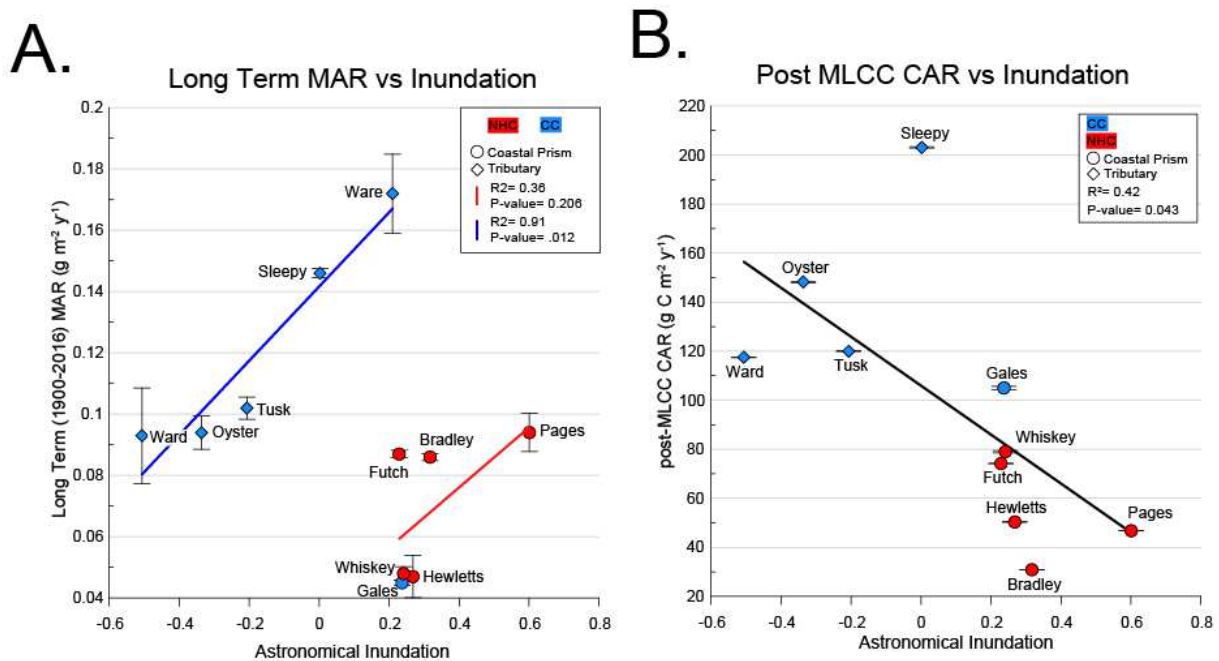 A.
Long Term MAR vs Inundation
Long Term (1900-2016) MAR (g m⁻² y⁻¹)
0.2
0.18
0.16
0.14
0.12
0.1
0.08
0.06
0.04
NHC CC
Coastal Prism
Tributary
R2= 0.36
P-value= 0.206
R2= 0.91
P-value= .012
Ware
Sleepy
Ward
Oyster
Tusk
Futch
Bradley
Pages
Whiskey
Gales
Hewletts
-0.6 -0.4 -0.2 0 0.2 0.4 0.6 0.8
Astronomical Inundation
B.
Post MLCC CAR vs Inundation
post-MLCC CAR (g C m⁻² y⁻¹)
220
200
180
160
140
120
100
80
60
40
20
CC
NHC
Coastal Prism
Tributary
R²= 0.42
P-value= 0.043
Sleepy
Oyster
Ward
Tusk
Gales
Whiskey
Futch
Hewletts
Pages
Bradley
-0.6 -0.4 -0.2 0 0.2 0.4 0.6 0.8
Astronomical Inundation